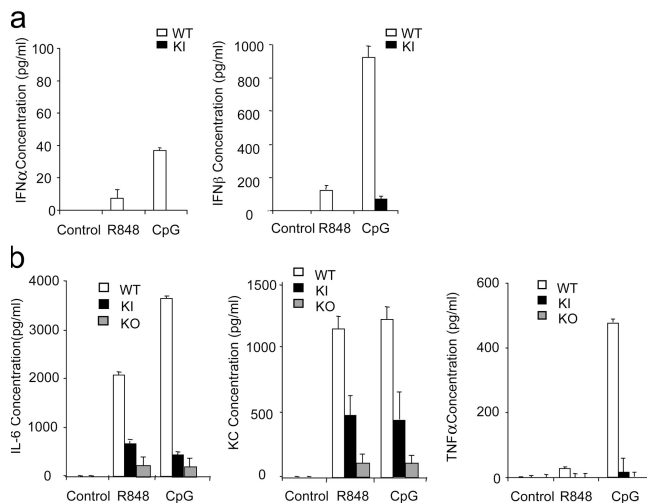 a
WT
KI
IFNα Concentration (pg/ml)
100
80
60
40
20
0
Control R848 CpG
WT
KI
IFNβ Concentration (pg/ml)
1000
800
600
400
200
0
Control R848 CpG
b
WT
KI
KO
IL-6 Concentration(pg/ml)
4000
3000
2000
1000
0
Control R848 CpG
WT
KI
KO
KC Concentration (pg/ml)
1500
1000
500
0
Control R848 CpG
WT
KI
KO
TNFαConcentration (pg/ml)
600
400
200
0
Control R848 CpG